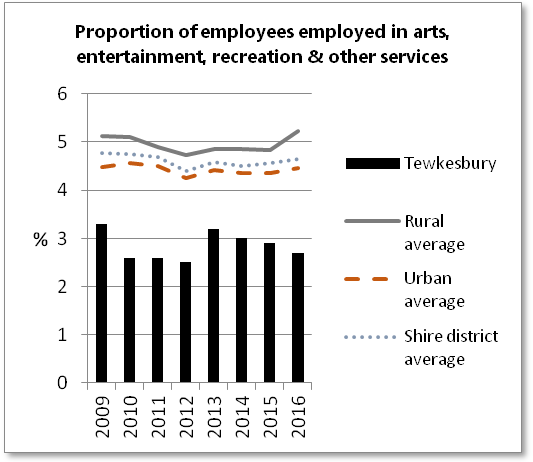 Proportion of employees employed in arts,
entertainment, recreation & other services
6
5
4
3
2
1
0
%
2009
2010
2011
2012
2013
2014
2015
2016
Tewkesbury
Rural
average
Urban
average
Shire district
average